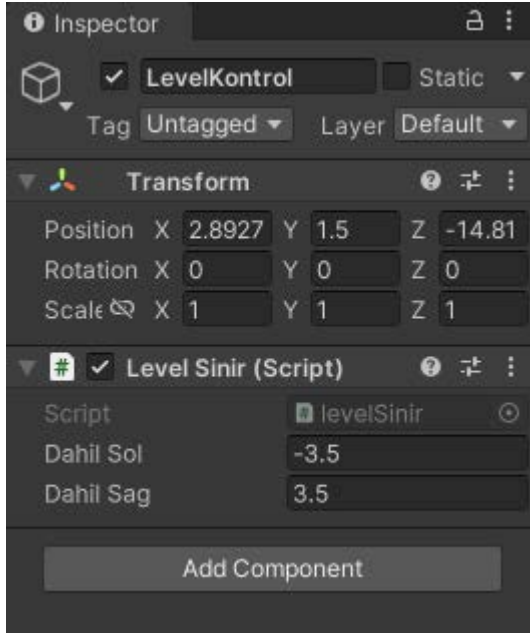 Inspector
LevelKontrol Static
Tag Untagged Layer Default
Transform
Position X 2.8927 Y 1.5 Z -14.81
Rotation X 0 Y 0 Z 0
Scale X 1 Y 1 Z 1
# Level Sinir (Script)
Script # levelSinir
Dahil Sol -3.5
Dahil Sag 3.5
Add Component